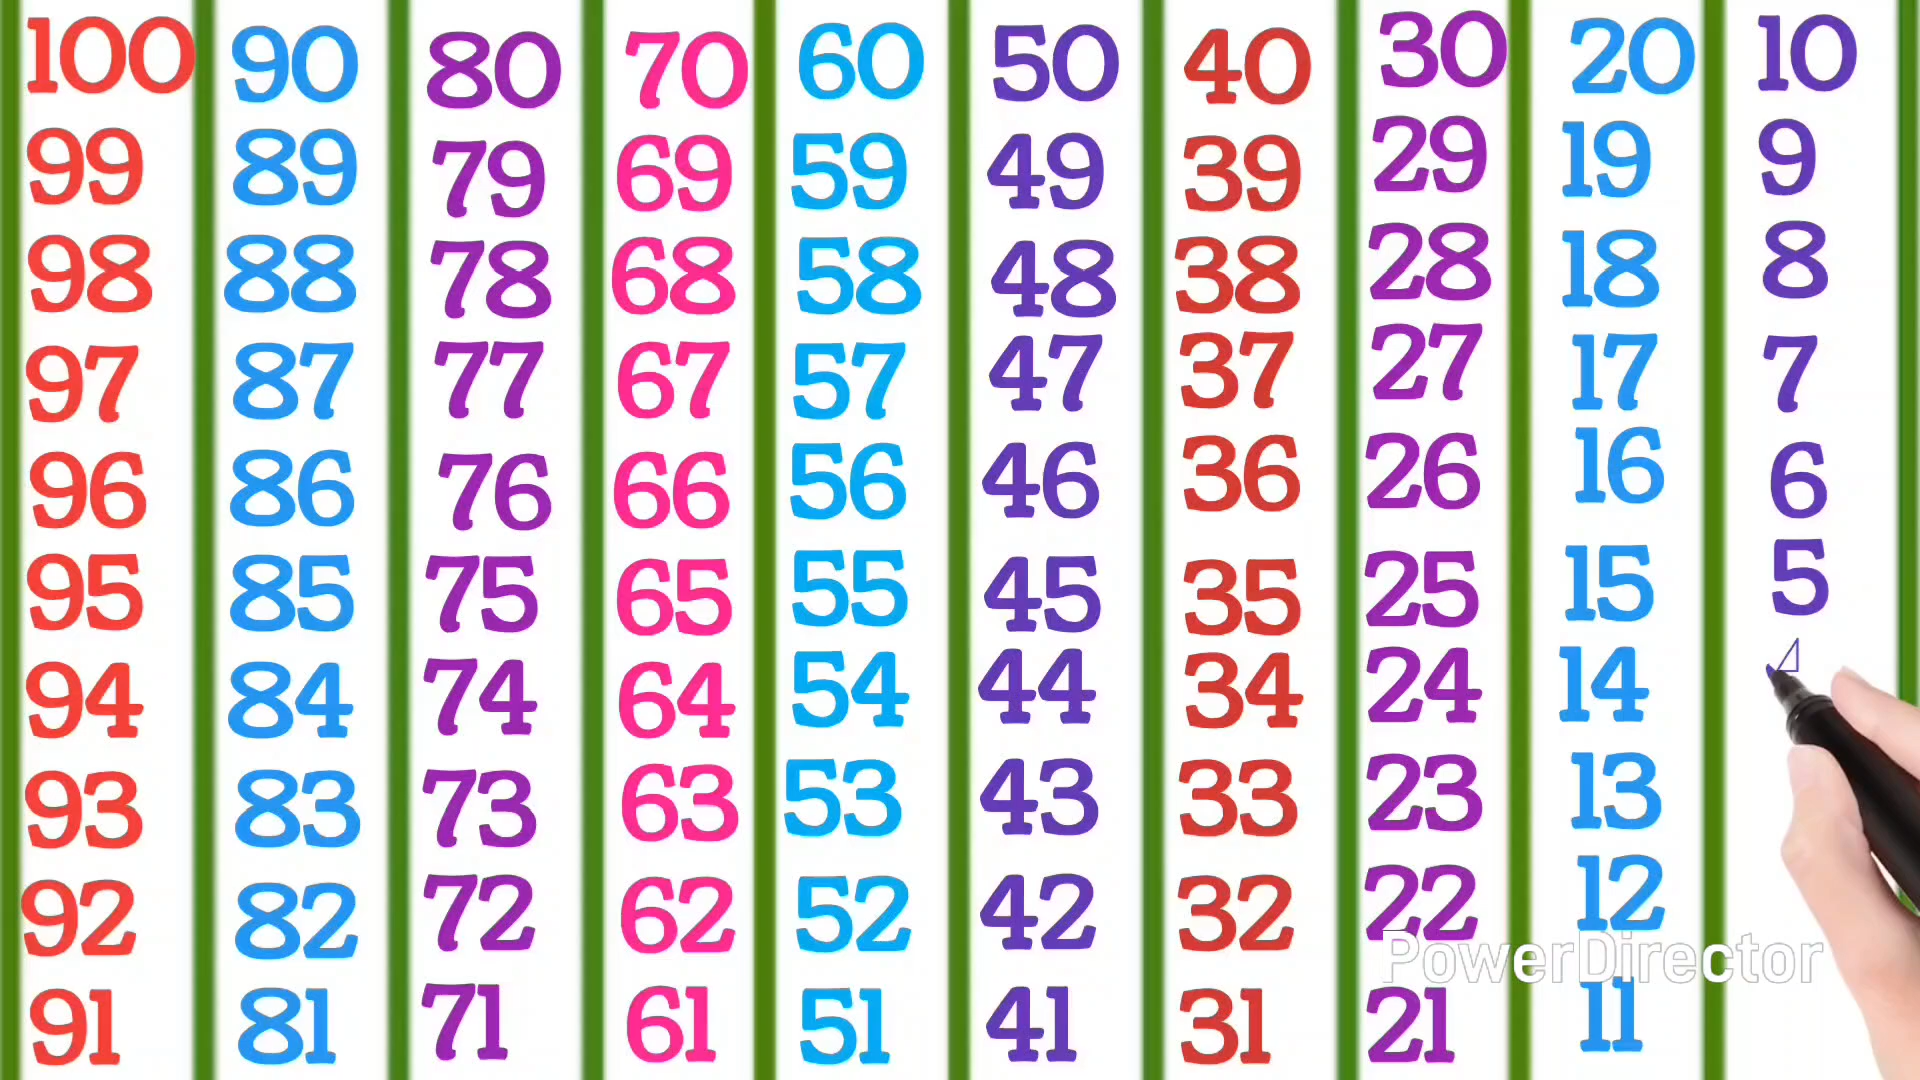 100 90 80 70 60 50 40 30 20 10
99 89 79 69 59 49 39 29 19 9
98 88 78 68 58 48 38 28 18 8
97 87 77 67 57 47 37 27 17 7
96 86 76 66 56 46 36 26 16 6
95 85 75 65 55 45 35 25 15 5
94 84 74 64 54 44 34 24 14
93 83 73 63 53 43 33 23 13
92 82 72 62 52 42 32 22 12
PowerDirector
91 81 71 61 51 41 31 21 11